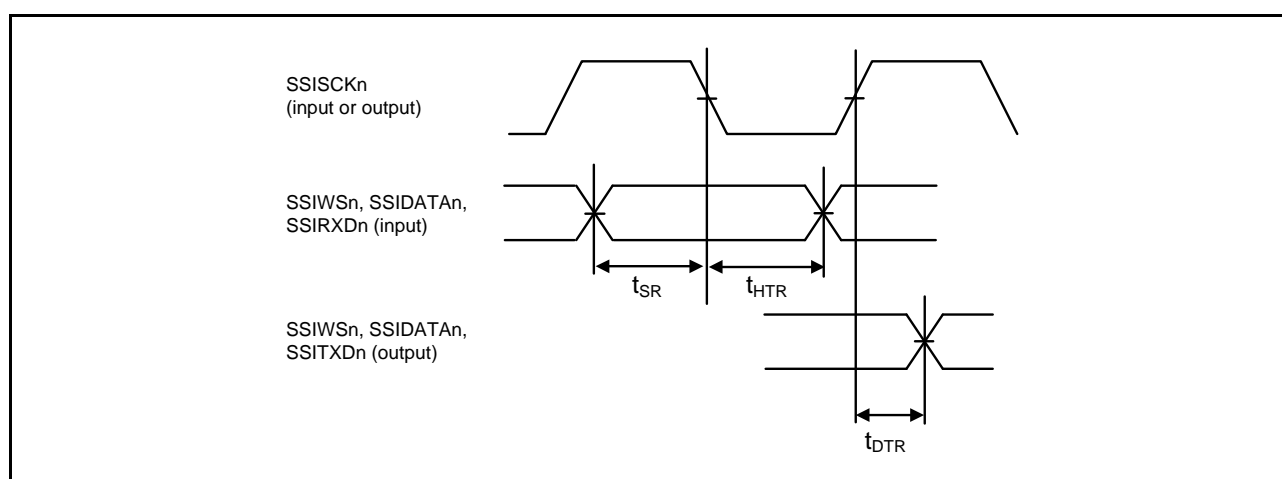 SSISCKn
(input or output)
SSIWSn, SSIDATAn,
SSIRXDn (input)
tSR
tHTR
SSIWSn, SSIDATAn,
SSITXDn (output)
tDTR